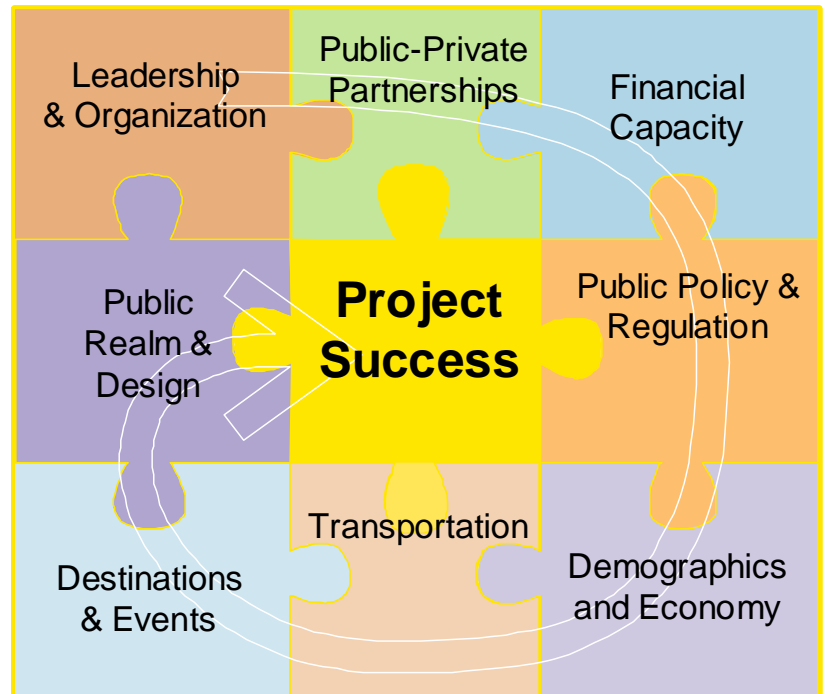 Leadership
& Organization
Public-Private
Partnerships
Financial
Capacity
Public
Realm &
Design
Project
Success
Public Policy &
Regulation
Destinations
& Events
Transportation
Demographics
and Economy